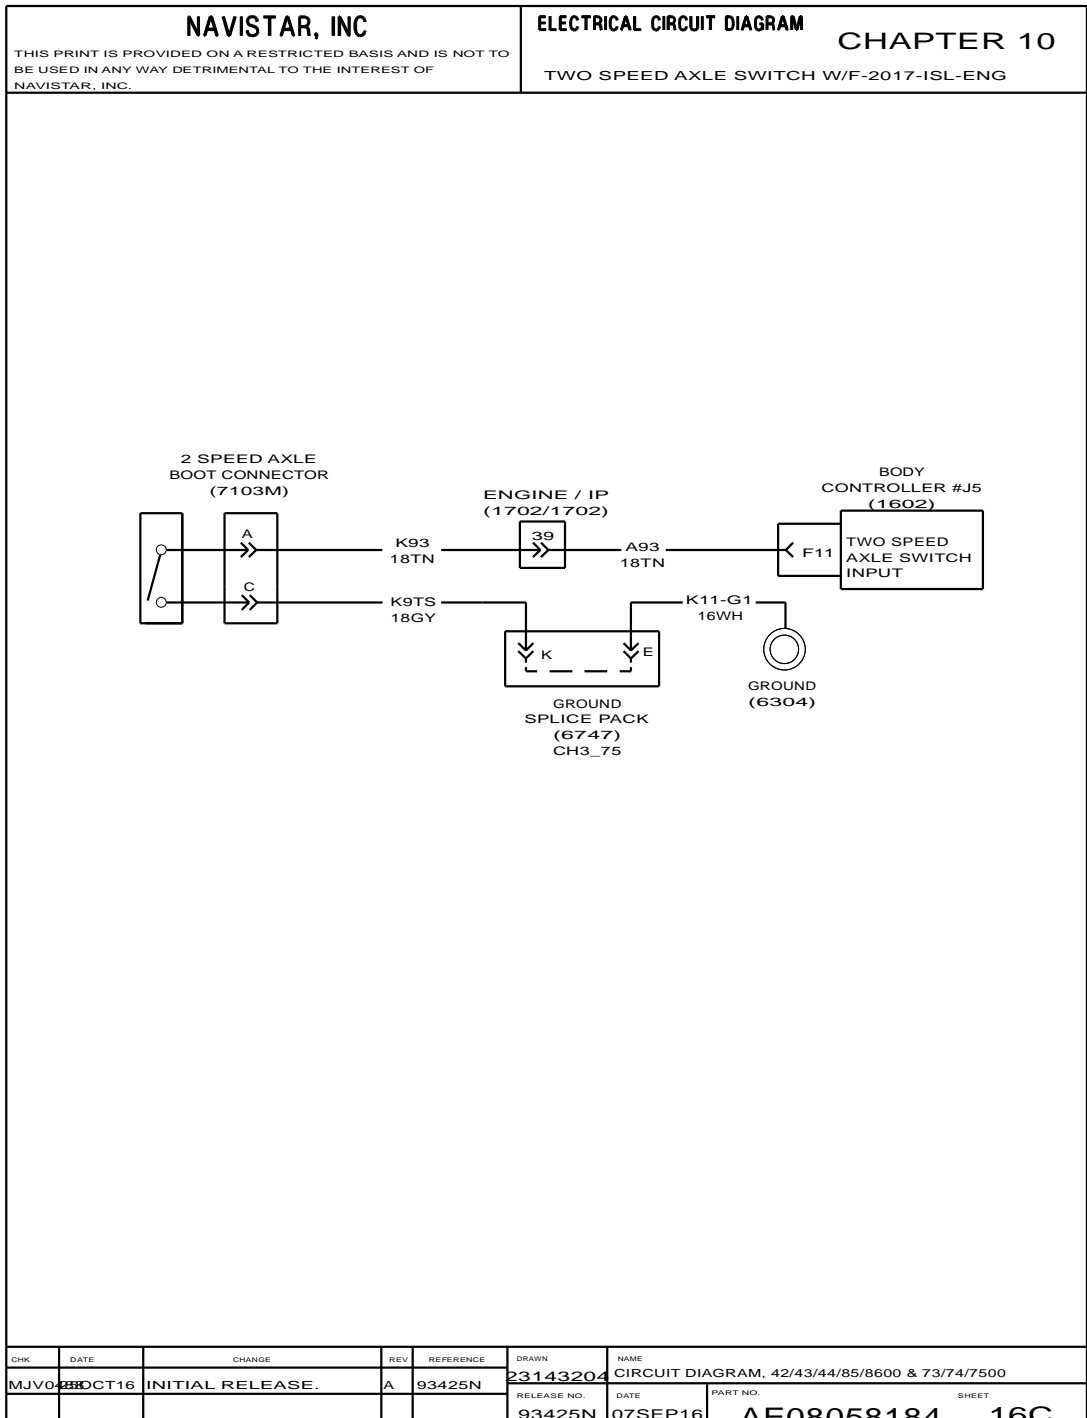 NAVISTAR, INC
THIS PRINT IS PROVIDED ON A RESTRICTED BASIS AND IS NOT TO
BE USED IN ANY WAY DETRIMENTAL TO THE INTEREST OF
NAVISTAR, INC.
ELECTRICAL CIRCUIT DIAGRAM
CHAPTER 10
TWO SPEED AXLE SWITCH W/F-2017-ISL-ENG
2 SPEED AXLE
BOOT CONNECTOR
(7103M)
A
C
K93
18TN
K9TS
18GY
ENGINE / IP
(1702/1702)
39
A93
18TN
BODY
CONTROLLER #J5
(1602)
F11
TWO SPEED
AXLE SWITCH
INPUT
K11-G1
16WH
K
E
GROUND
SPLICE PACK
(6747)
CH3_75
GROUND
(6304)
CHK DATE CHANGE REV REFERENCE
INITIAL RELEASE. A 93425N
DRAWN
23143204
NAME
CIRCUIT DIAGRAM, 42/43/44/85/8600 & 73/74/7500
RELEASE NO.
93425N
DATE
07SEP16
PART NO.
AE08058184
SHEET
16C